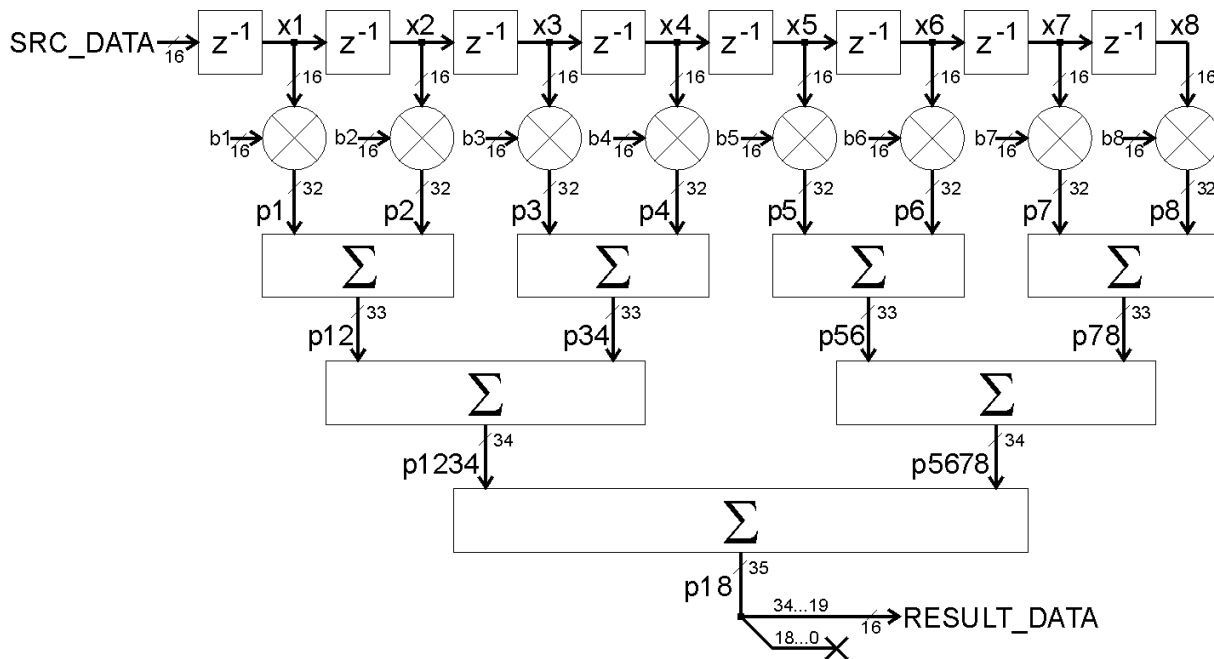 SRC_DATA 16 z-1 x1 z-1 x2 z-1 x3 z-1 x4 z-1 x5 z-1 x6 z-1 x7 z-1 x8
16 16 16 16 16 16 16 16
b1 16 b2 16 b3 16 b4 16 b5 16 b6 16 b7 16 b8 16
32 32 32 32 32 32 32 32
p1 p2 p3 p4 p5 p6 p7 p8
Σ Σ Σ Σ
33 33 33 33
p12 p34 p56 p78
Σ Σ
34 34
p1234 p5678
Σ
35
p18
34...19 16 RESULT_DATA
18...0